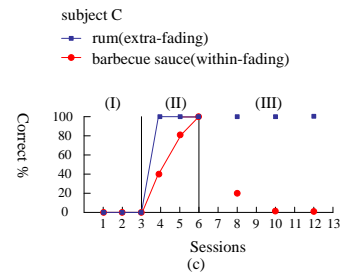 subject C
rum(extra-fading)
barbecue sauce(within-fading)
(I) (II) (III)
Correct %
100
80
60
40
20
0
1 2 3 4 5 6 7 8 9 10 11 12 13
Sessions
(c)